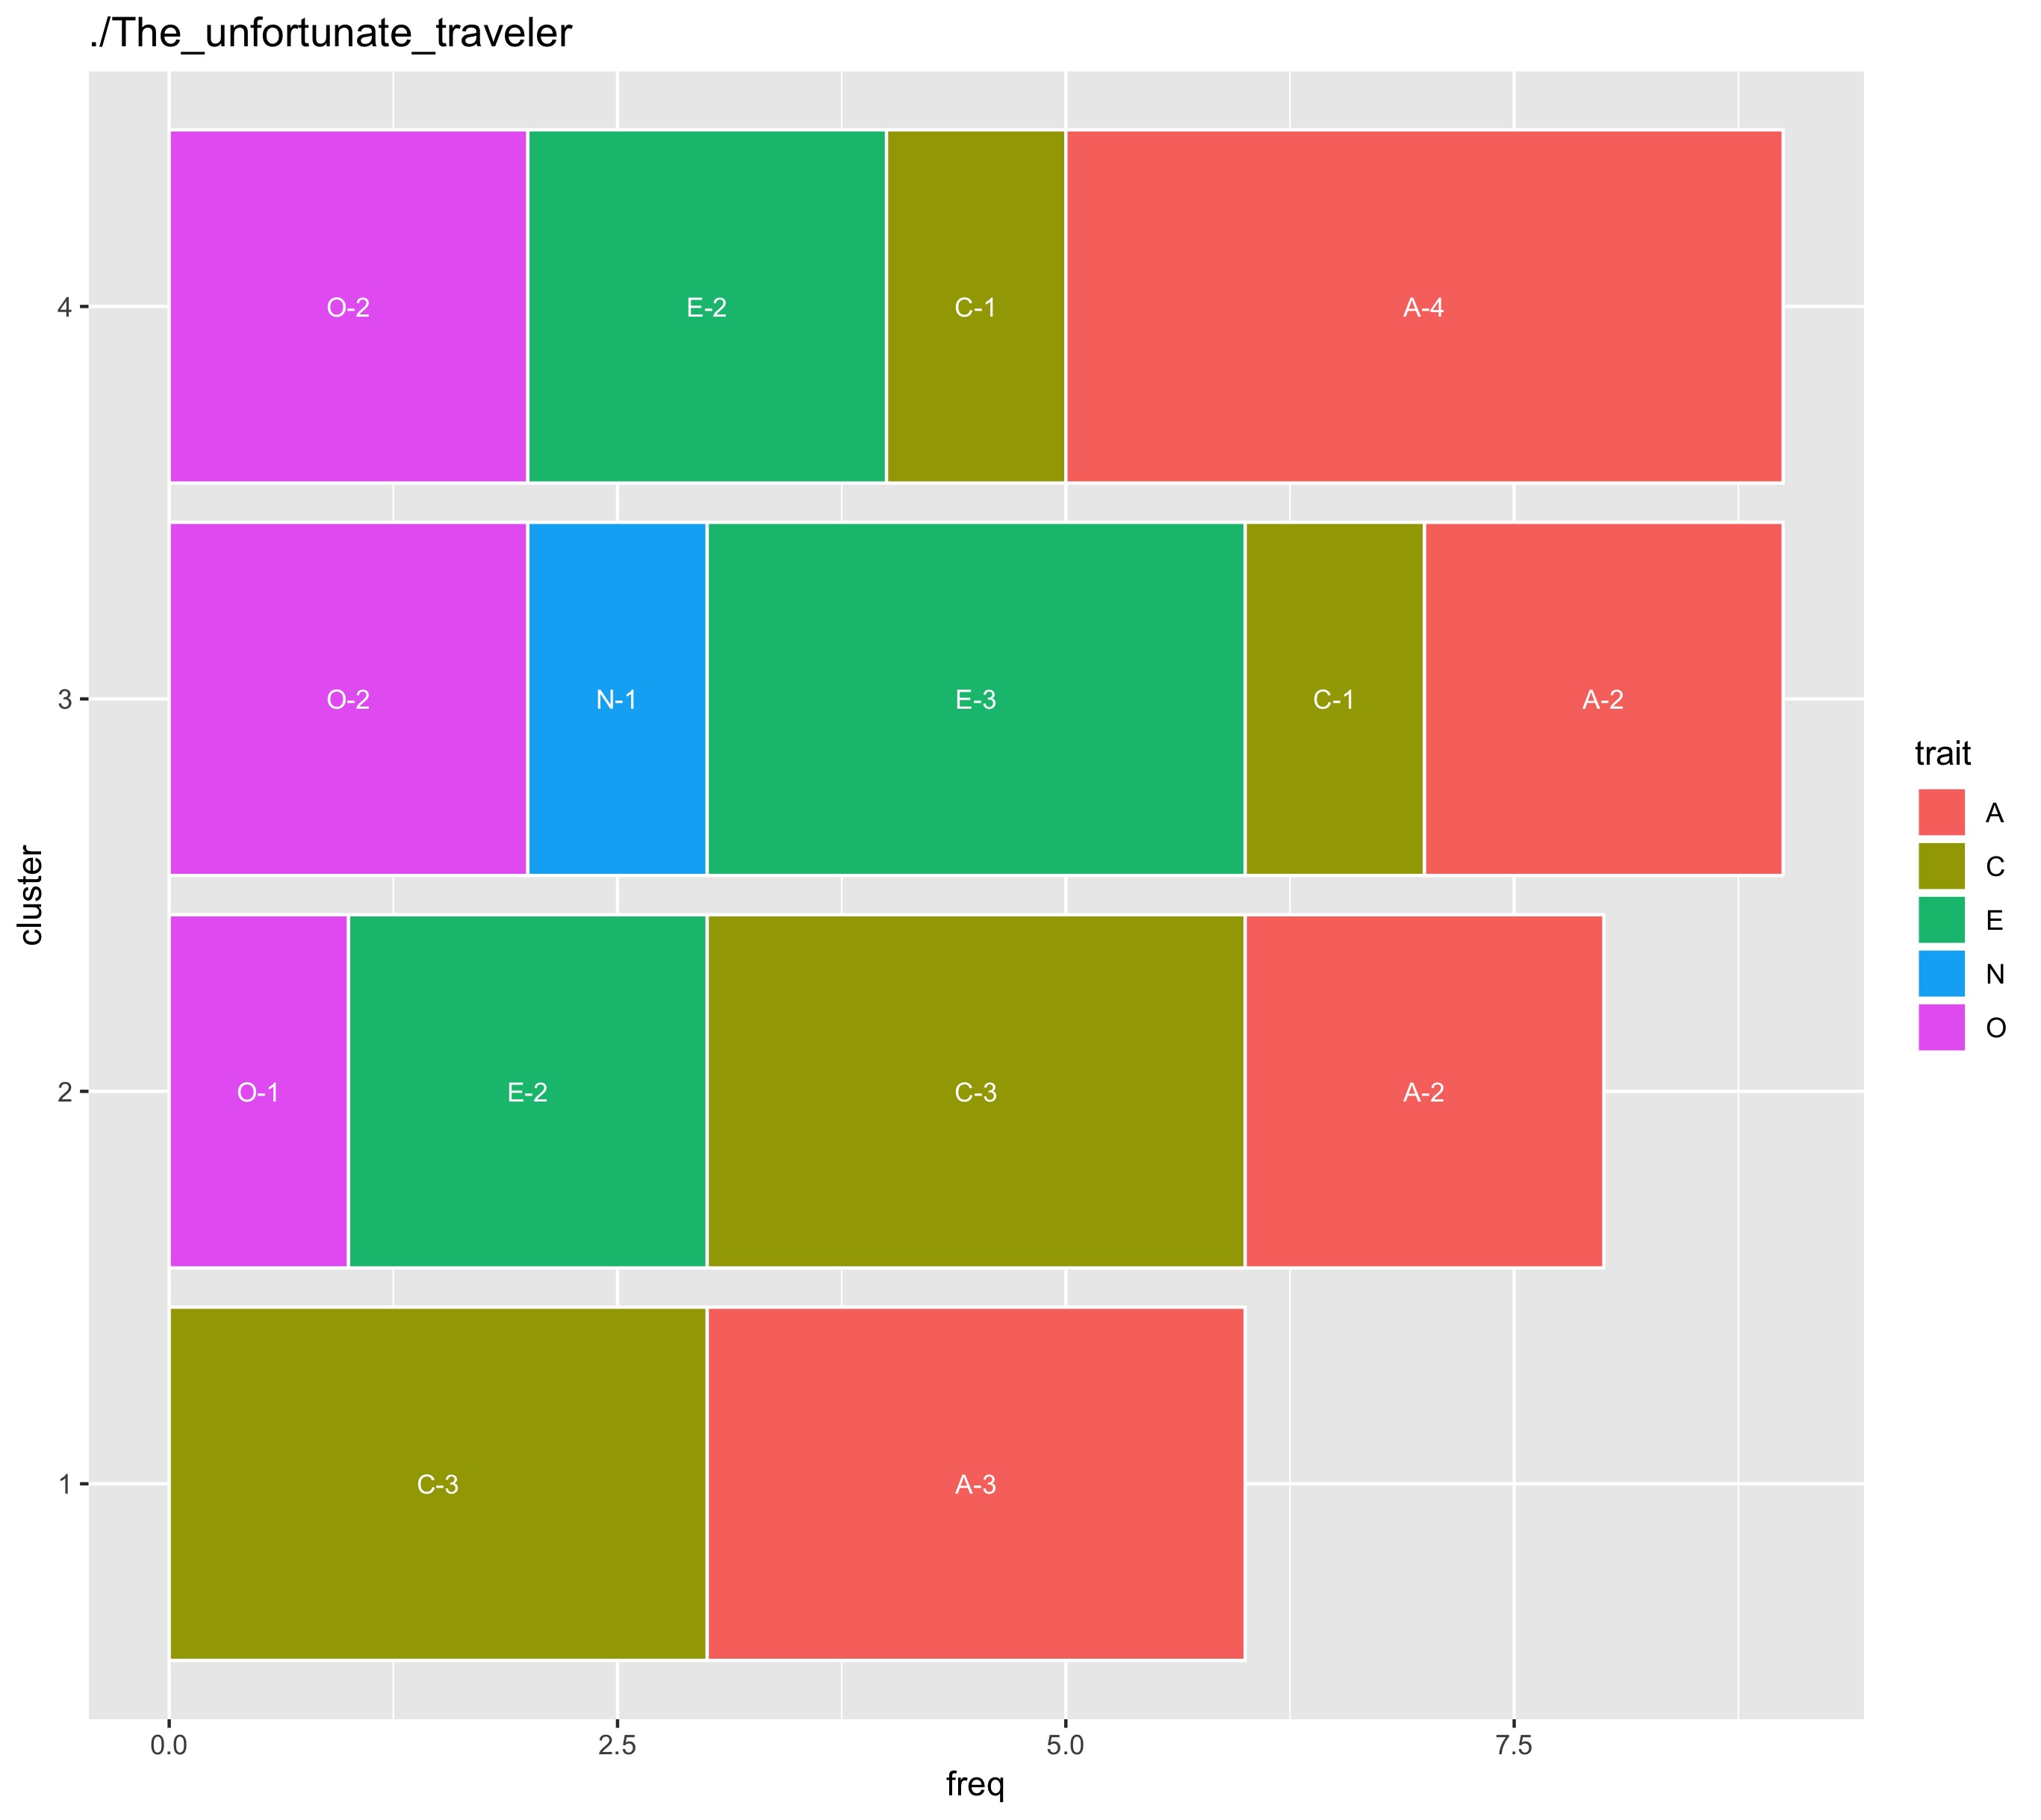 ./The_unfortunate_traveler
4
O-2 E-2 C-1 A-4
3
O-2 N-1 E-3 C-1 A-2
2
O-1 E-2 C-3 A-2
1
C-3 A-3
0.0 2.5 5.0 7.5
freq
cluster
trait
A
C
E
N
O